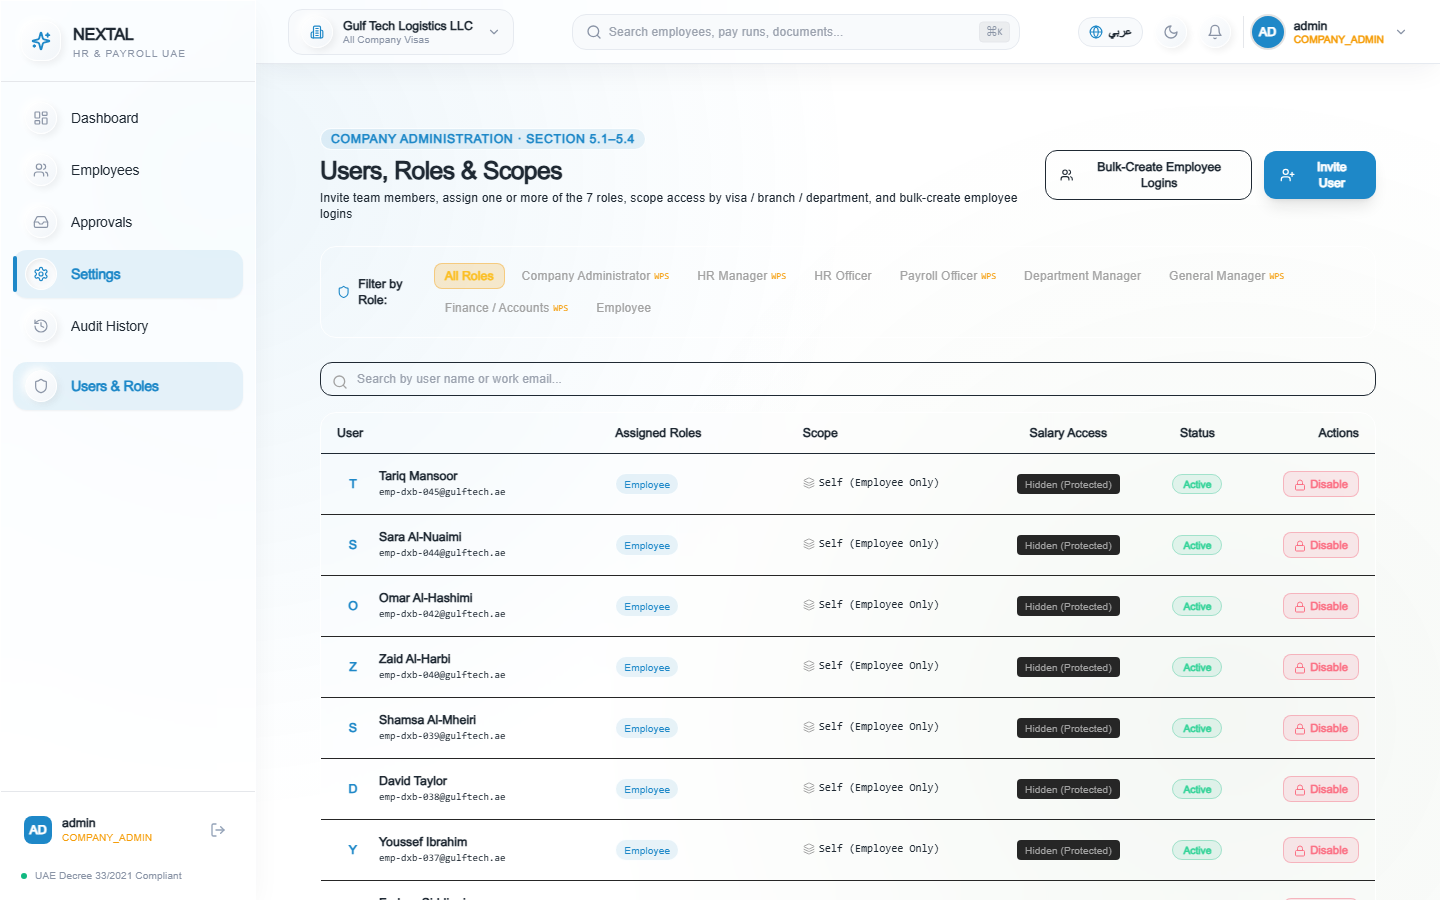 NEXTAL
HR & PAYROLL UAE
Dashboard
Employees
Approvals
Settings
Audit History
Users & Roles
admin
AD
COMPANY_ADMIN
UAE Decree 33/2021 Compliant
Gulf Tech Logistics LLC
All Company Visas
Search employees, pay runs, documents...
⌘K
عربي
AD
admin
COMPANY_ADMIN
COMPANY ADMINISTRATION · SECTION 5.1–5.4
Users, Roles & Scopes
Invite team members, assign one or more of the 7 roles, scope access by visa / branch / department, and bulk-create employee
logins
Bulk-Create Employee
Logins
Invite
User
Filter by
Role:
All Roles
Company Administrator WPS
HR Manager WPS
HR Officer
Payroll Officer WPS
Department Manager
General Manager WPS
Finance / Accounts WPS
Employee
Search by user name or work email...
User Assigned Roles Scope Salary Access Status Actions
T Tariq Mansoor
emp-dxb-045@gulftech.ae
Employee Self (Employee Only) Hidden (Protected) Active Disable
S Sara Al-Nuaimi
emp-dxb-044@gulftech.ae
Employee Self (Employee Only) Hidden (Protected) Active Disable
O Omar Al-Hashimi
emp-dxb-042@gulftech.ae
Employee Self (Employee Only) Hidden (Protected) Active Disable
Z Zaid Al-Harbi
emp-dxb-040@gulftech.ae
Employee Self (Employee Only) Hidden (Protected) Active Disable
S Shamsa Al-Mheiri
emp-dxb-039@gulftech.ae
Employee Self (Employee Only) Hidden (Protected) Active Disable
D David Taylor
emp-dxb-038@gulftech.ae
Employee Self (Employee Only) Hidden (Protected) Active Disable
Y Youssef Ibrahim
emp-dxb-037@gulftech.ae
Employee Self (Employee Only) Hidden (Protected) Active Disable